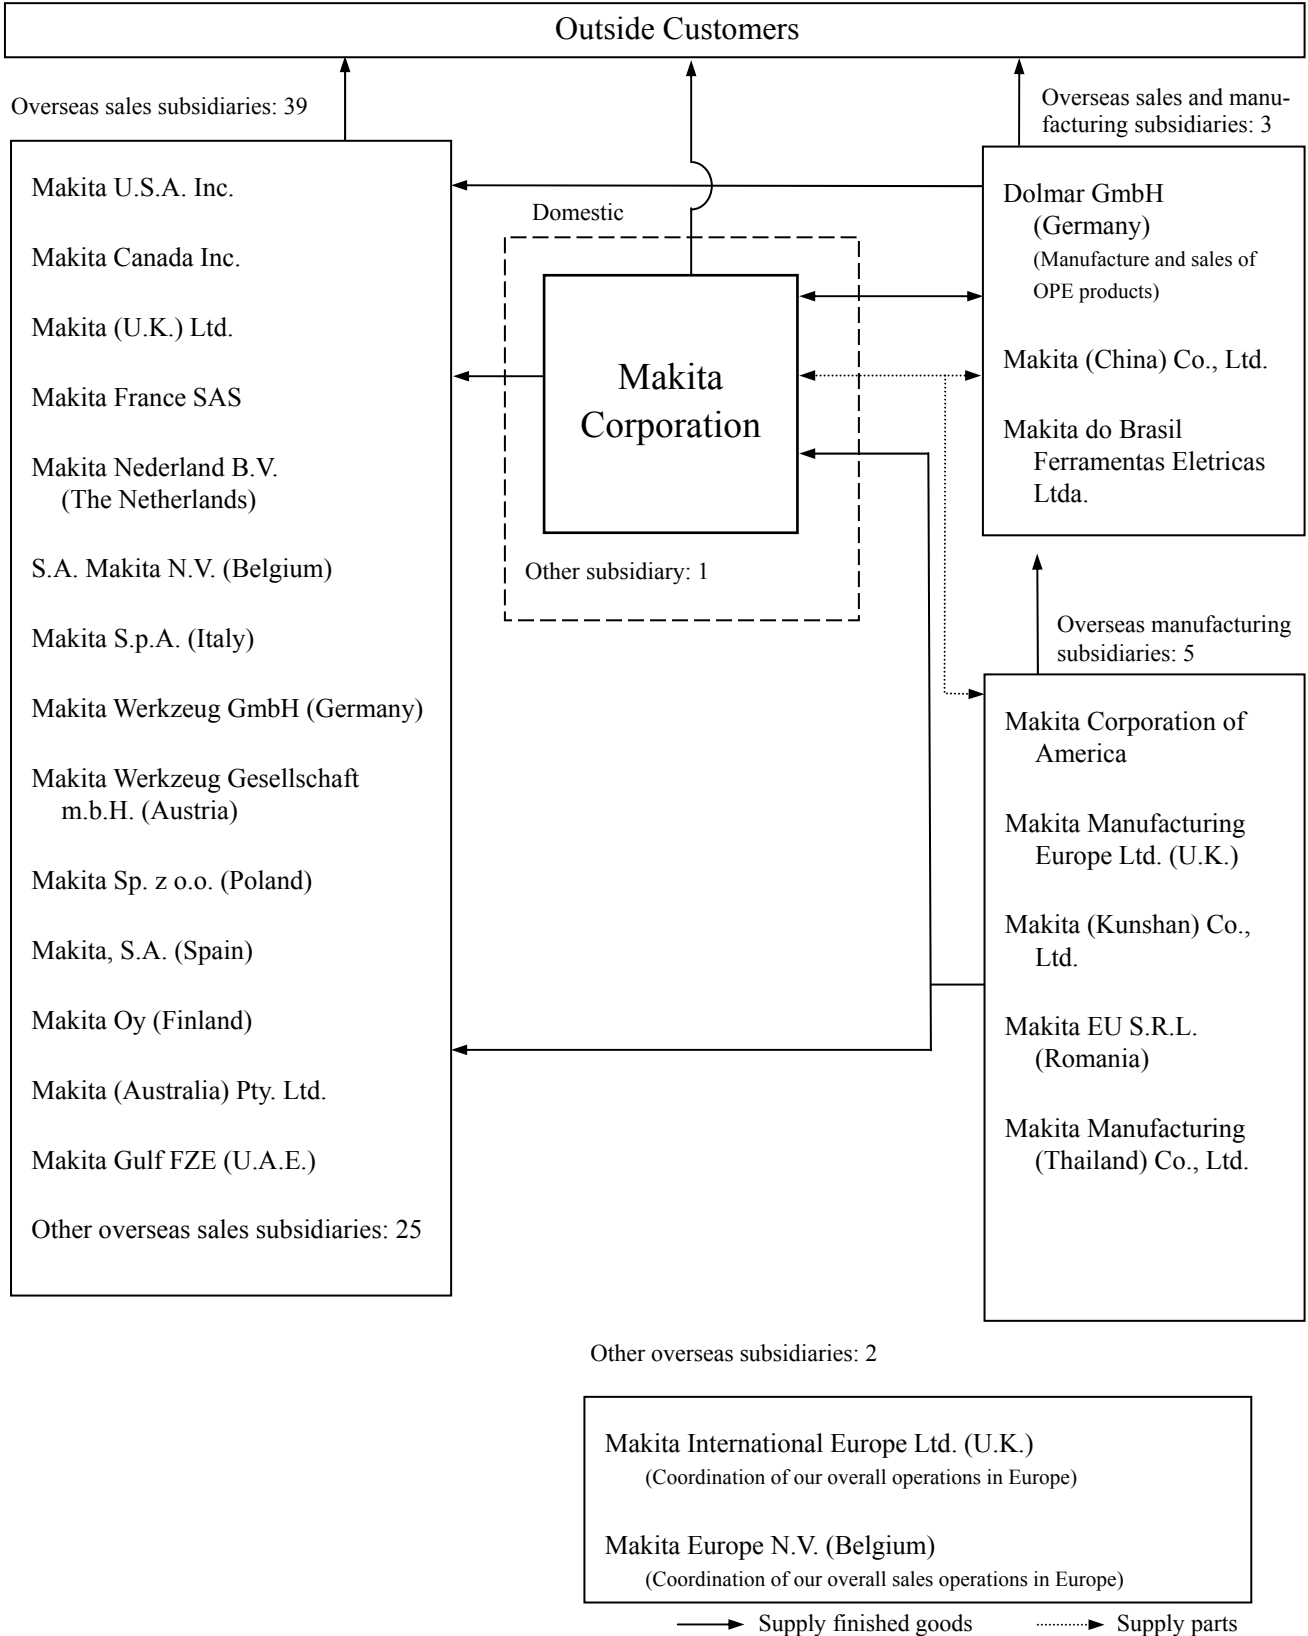 Outside Customers
Overseas sales subsidiaries: 39
Makita U.S.A. Inc.
Makita Canada Inc.
Makita (U.K.) Ltd.
Makita France SAS
Makita Nederland B.V.
(The Netherlands)
S.A. Makita N.V. (Belgium)
Makita S.p.A. (Italy)
Makita Werkzeug GmbH (Germany)
Makita Werkzeug Gesellschaft
m.b.H. (Austria)
Makita Sp. z o.o. (Poland)
Makita, S.A. (Spain)
Makita Oy (Finland)
Makita (Australia) Pty. Ltd.
Makita Gulf FZE (U.A.E.)
Other overseas sales subsidiaries: 25
Domestic
Makita
Corporation
Other subsidiary: 1
Overseas sales and manu-
facturing subsidiaries: 3
Dolmar GmbH
(Germany)
(Manufacture and sales of
OPE products)
Makita (China) Co., Ltd.
Makita do Brasil
Ferramentas Eletricas
Ltda.
Overseas manufacturing
subsidiaries: 5
Makita Corporation of
America
Makita Manufacturing
Europe Ltd. (U.K.)
Makita (Kunshan) Co.,
Ltd.
Makita EU S.R.L.
(Romania)
Makita Manufacturing
(Thailand) Co., Ltd.
Other overseas subsidiaries: 2
Makita International Europe Ltd. (U.K.)
(Coordination of our overall operations in Europe)
Makita Europe N.V. (Belgium)
(Coordination of our overall sales operations in Europe)
Supply finished goods
Supply parts